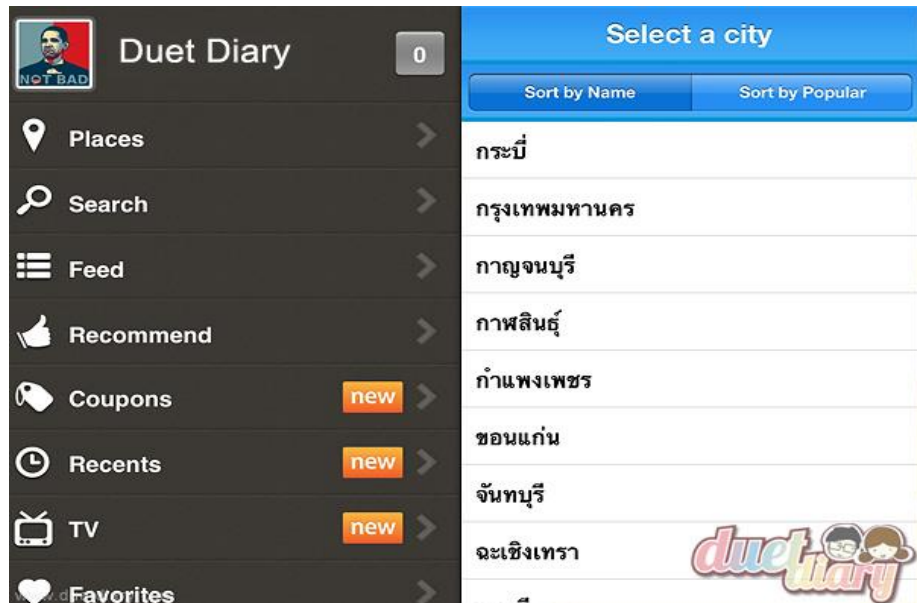 NOT BAD
Duet Diary
0
Places
Search
Feed
Recommend
Coupons new
Recents new
TV new
Favorites
Select a city
Sort by Name Sort by Popular
กระบี่
กรุงเทพมหานคร
กาญจนบุรี
กาฬสินธุ์
กำแพงเพชร
ขอนแก่น
จันทบุรี
ฉะเชิงเทรา
duet diary